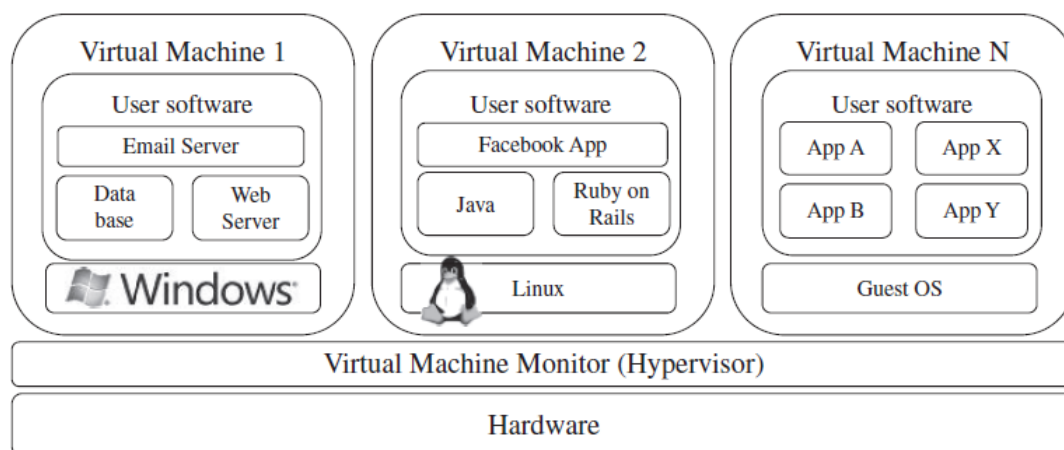 Virtual Machine 1
User software
Email Server
Data
base
Web
Server
Windows
Virtual Machine 2
User software
Facebook App
Java
Ruby on
Rails
Linux
Virtual Machine N
User software
App A
App X
App B
App Y
Guest OS
Virtual Machine Monitor (Hypervisor)
Hardware